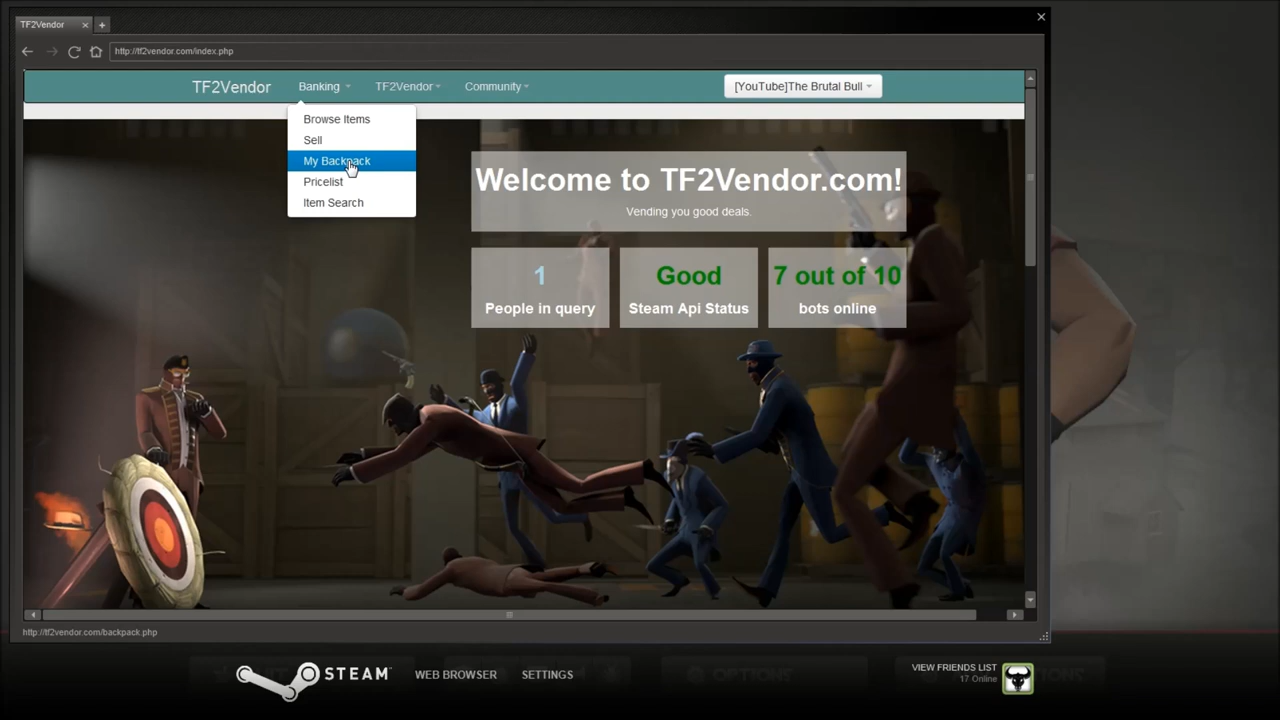 TF2Vendor
http://tf2vendor.com/index.php
TF2Vendor Banking TF2Vendor Community [YouTube]The Brutal Bull
Browse Items
Sell
My Backpack
Pricelist
Item Search
Welcome to TF2Vendor.com!
Vending you good deals.
1
People in query
Good
Steam Api Status
7 out of 10
bots online
http://tf2vendor.com/backpack.php
STEAM™ WEB BROWSER SETTINGS
VIEW FRIENDS LIST
17 Online
OPTIONS